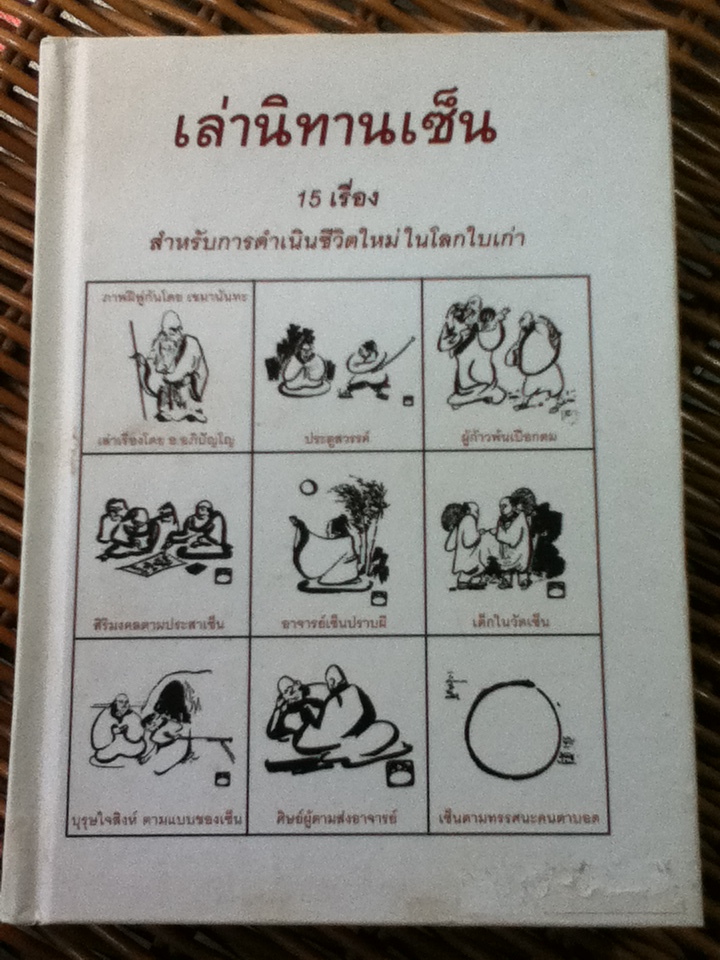 เล่านิทานเซ็น
15 เรื่อง
สำหรับการดำเนินชีวิตใหม่ ในโลกใบเก่า
ภาพฝีพู่กันโดย เขมานันทะ
เล่าเรื่องโดย อ.อภิปัญโญ
ประตูสวรรค์
ผู้ก้าวพ้นเปือกตม
สิริมงคลตามประสาเซ็น
อาจารย์เซ็นปราบผี
เด็กในวัดเซ็น
บุรุษใจสิงห์ ตามแบบของเซ็น
ศิษย์ผู้ตามส่งอาจารย์
เซ็นตามทรรศนะคนตาบอด